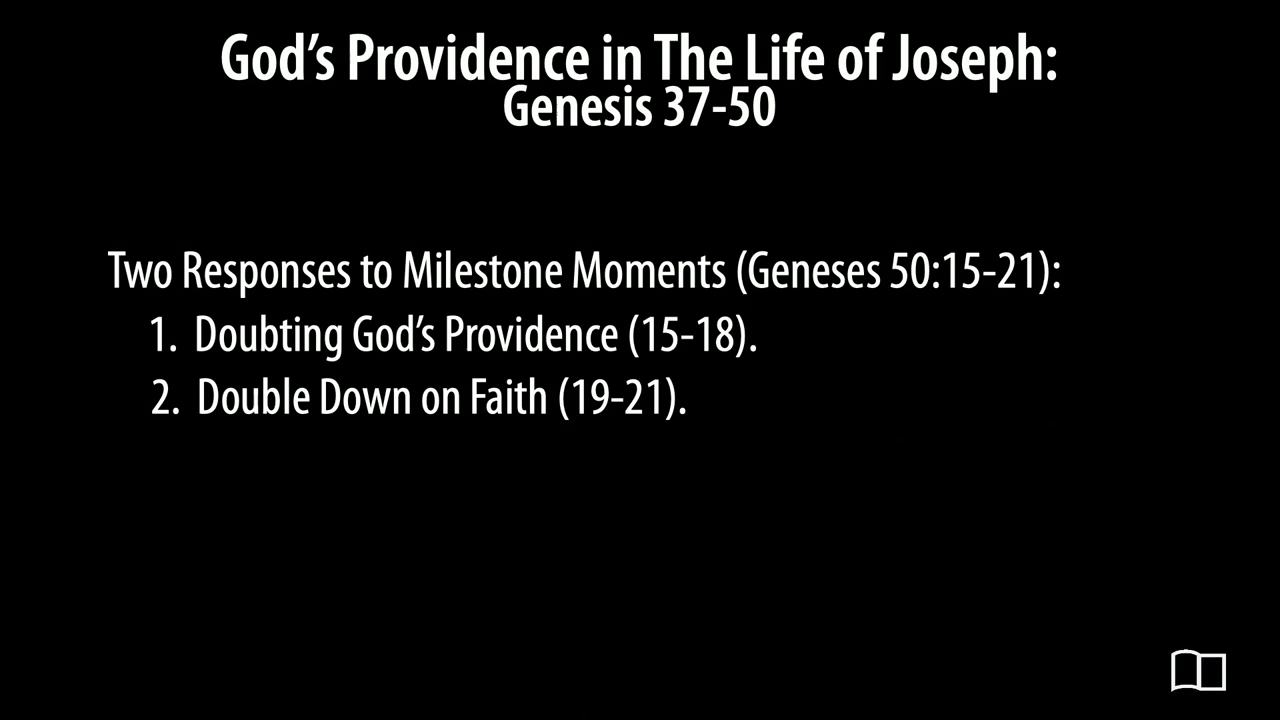 God’s Providence in The Life of Joseph:
Genesis 37-50
Two Responses to Milestone Moments (Geneses 50:15-21):
1. Doubting God’s Providence (15-18).
2. Double Down on Faith (19-21).